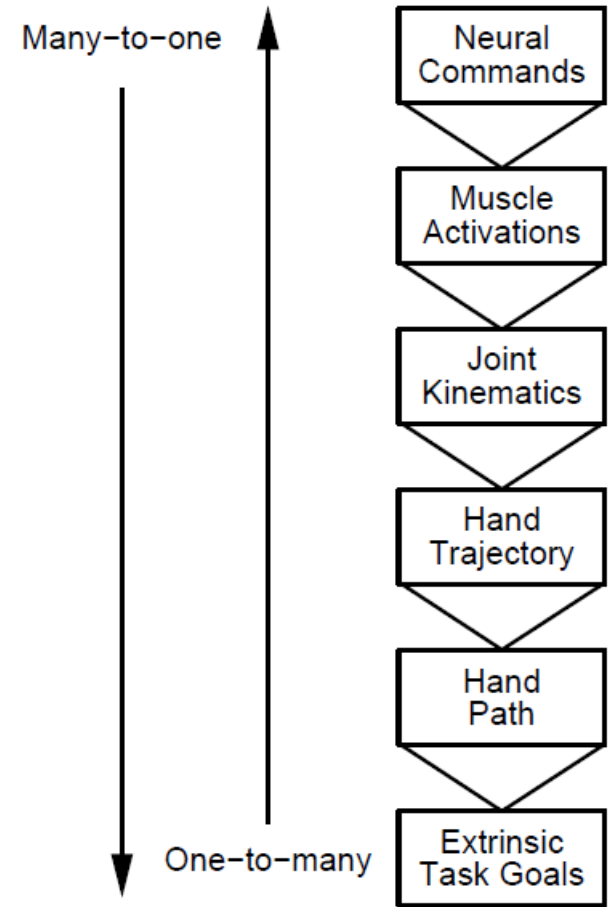 Many−to−one
Neural
Commands
Muscle
Activations
Joint
Kinematics
Hand
Trajectory
Hand
Path
One−to−many
Extrinsic
Task Goals